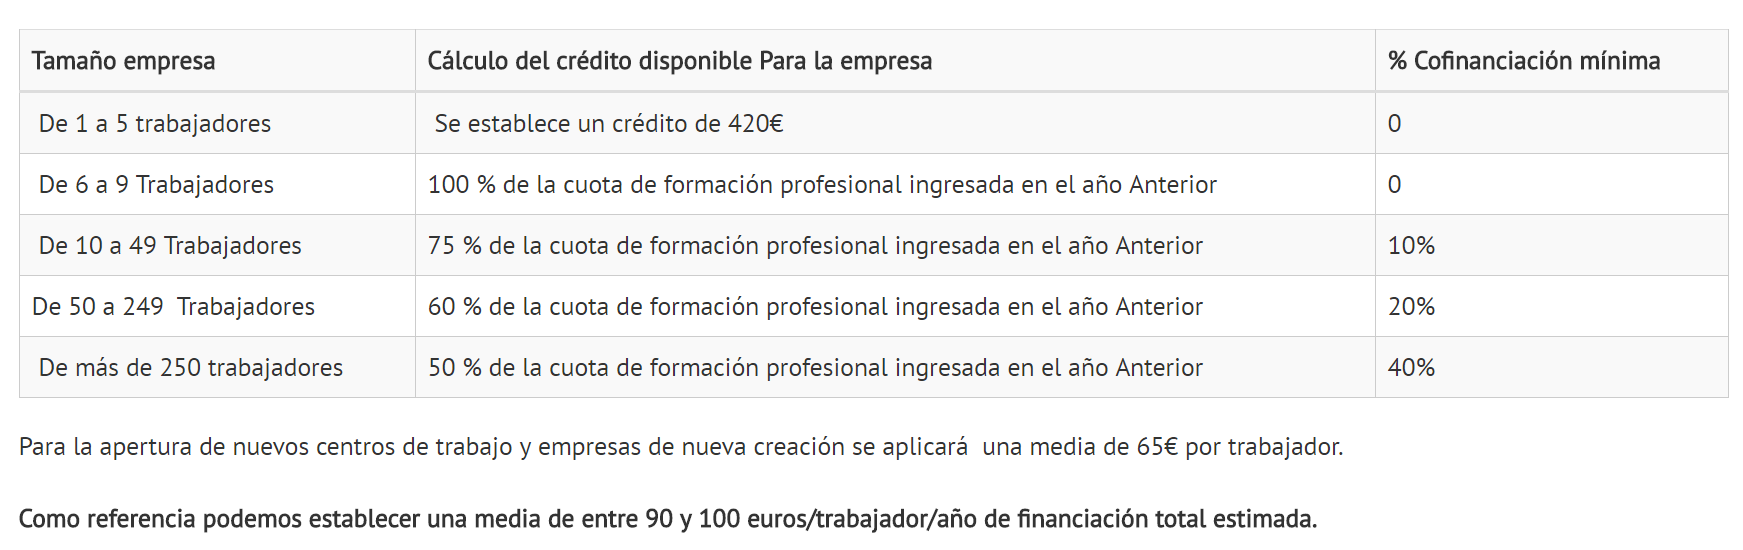 Tamaño empresa Cálculo del crédito disponible Para la empresa % Cofinanciación mínima
De 1 a 5 trabajadores Se establece un crédito de 420€ 0
De 6 a 9 Trabajadores 100 % de la cuota de formación profesional ingresada en el año Anterior 0
De 10 a 49 Trabajadores 75 % de la cuota de formación profesional ingresada en el año Anterior 10%
De 50 a 249 Trabajadores 60 % de la cuota de formación profesional ingresada en el año Anterior 20%
De más de 250 trabajadores 50 % de la cuota de formación profesional ingresada en el año Anterior 40%
Para la apertura de nuevos centros de trabajo y empresas de nueva creación se aplicará una media de 65€ por trabajador.
Como referencia podemos establecer una media de entre 90 y 100 euros/trabajador/año de financiación total estimada.